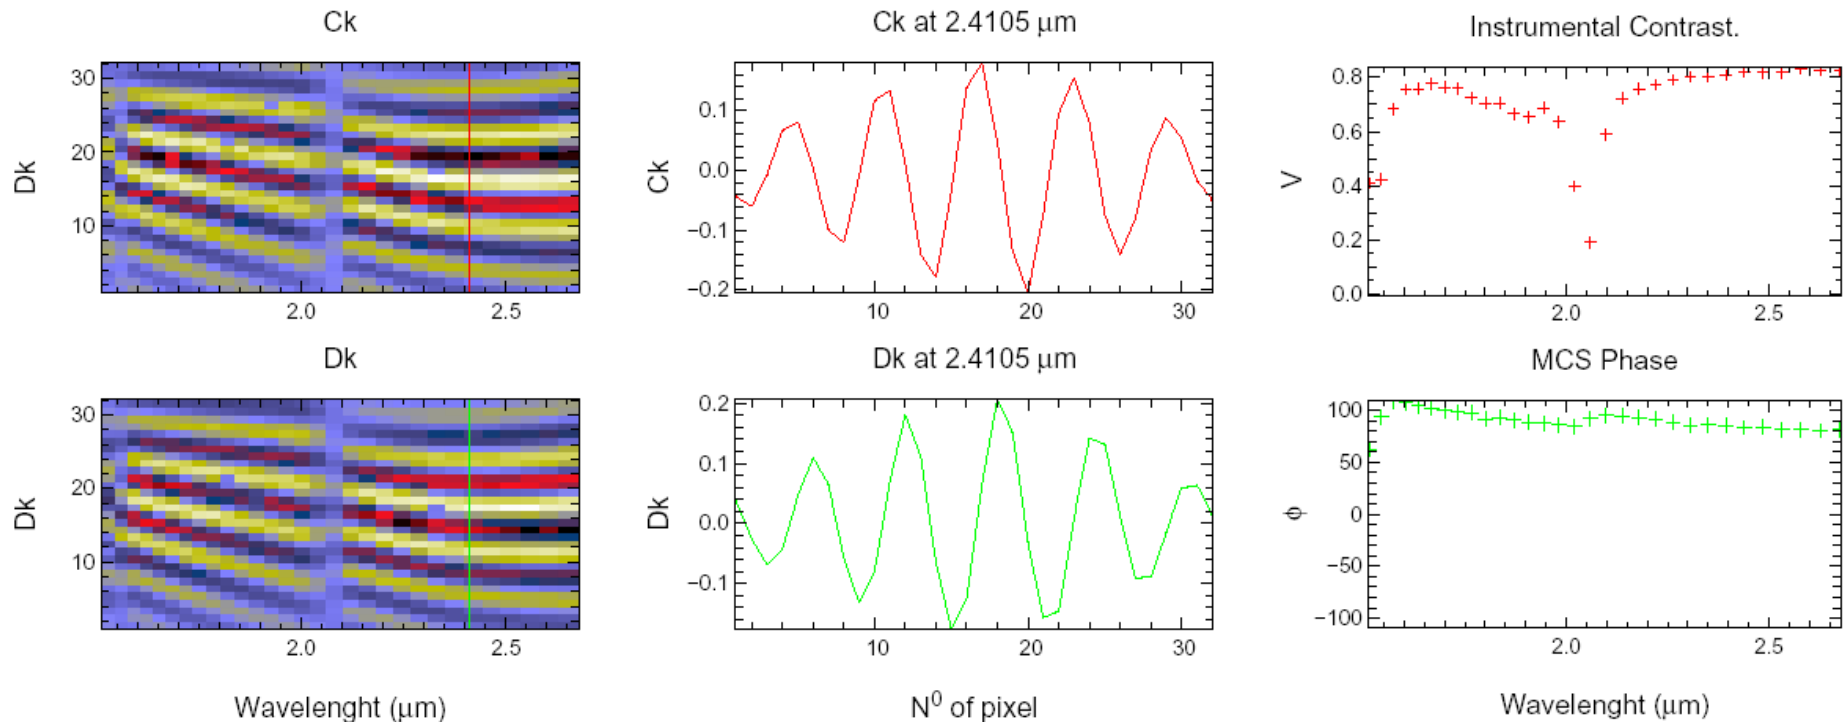 Ck
Dk
30
20
10
2.0
2.5
Ck at 2.4105 μm
Ck
0.1
0.0
−0.1
−0.2
10
20
30
Instrumental Contrast.
V
0.8
0.6
0.4
0.2
0.0
2.0
2.5
Dk
Dk
30
20
10
2.0
2.5
Wavelenght (μm)
Dk at 2.4105 μm
Dk
0.2
0.1
0.0
−0.1
10
20
30
N⁰ of pixel
MCS Phase
ϕ
100
50
0
−50
−100
2.0
2.5
Wavelenght (μm)